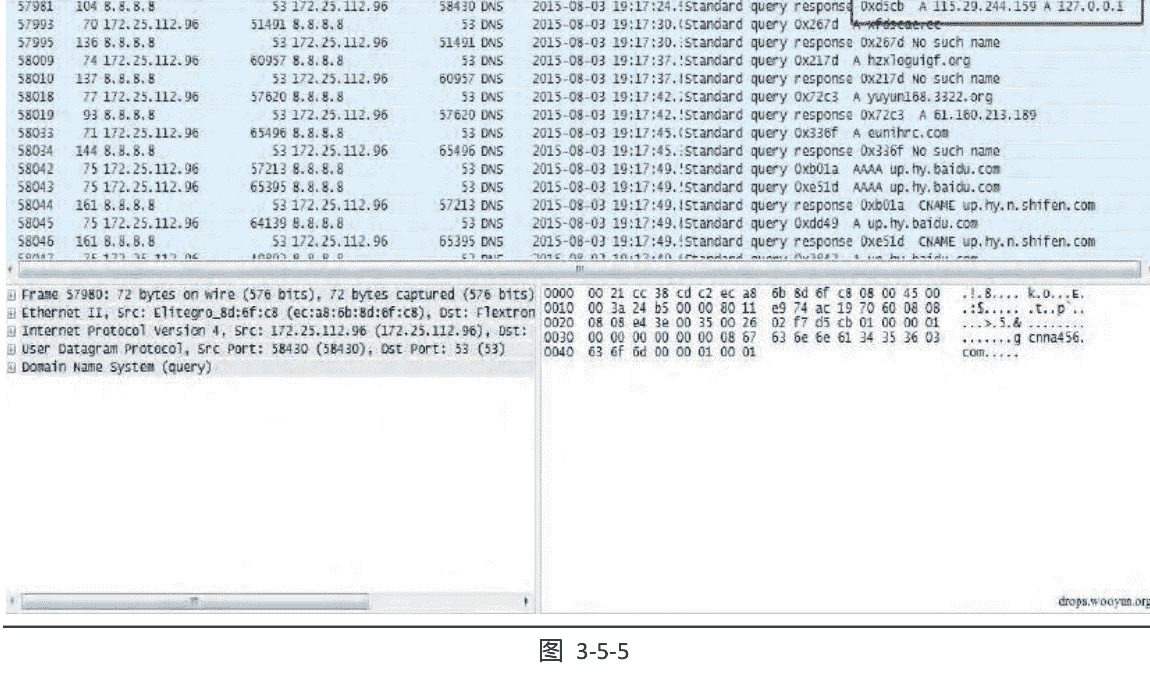 57981 104 8.8.8.8 53 172.25.112.96 58430 DNS 2015-08-03 19:17:24. Standard query response 0xd5cb A 115.29.244.159 A 127.0.0.1
57993 70 172.25.112.96 51491 8.8.8.8 53 DNS 2015-08-03 19:17:30. Standard query 0x267d A
57995 136 8.8.8.8 53 172.25.112.96 51491 DNS 2015-08-03 19:17:30. Standard query response 0x267d No such name
58009 74 172.25.112.96 60957 8.8.8.8 53 DNS 2015-08-03 19:17:37. Standard query 0x217d A hzxloguigf.org
58010 137 8.8.8.8 53 172.25.112.96 60957 DNS 2015-08-03 19:17:37. Standard query response 0x217d No such name
58018 77 172.25.112.96 57620 8.8.8.8 53 DNS 2015-08-03 19:17:42. Standard query 0x72c3 A yuyun168.3322.org
58019 93 8.8.8.8 53 172.25.112.96 57620 DNS 2015-08-03 19:17:42. Standard query response 0x72c3 A 61.160.213.189
58033 71 172.25.112.96 65496 8.8.8.8 53 DNS 2015-08-03 19:17:45. Standard query 0x336f A eunihrc.com
58034 144 8.8.8.8 53 172.25.112.96 65496 DNS 2015-08-03 19:17:45. Standard query response 0x336f No such name
58042 75 172.25.112.96 57213 8.8.8.8 53 DNS 2015-08-03 19:17:49. Standard query 0xb01a AAAA up.hy.baidu.com
58043 75 172.25.112.96 65395 8.8.8.8 53 DNS 2015-08-03 19:17:49. Standard query 0xe51d AAAA up.hy.baidu.com
58044 161 8.8.8.8 53 172.25.112.96 57213 DNS 2015-08-03 19:17:49. Standard query response 0xb01a CNAME up.hy.n.shifen.com
58045 75 172.25.112.96 64139 8.8.8.8 53 DNS 2015-08-03 19:17:49. Standard query 0xdd49 A up.hy.baidu.com
58046 161 8.8.8.8 53 172.25.112.96 65395 DNS 2015-08-03 19:17:49. Standard query response 0xe51d CNAME up.hy.n.shifen.com
Frame 57980: 72 bytes on wire (576 bits), 72 bytes captured (576 bits)
Ethernet II, Src: Elitegro_8d:6f:c8 (ec:a8:6b:8d:6f:c8), Dst: Flextron
Internet Protocol Version 4, Src: 172.25.112.96 (172.25.112.96), Dst:
User Datagram Protocol, Src Port: 58430 (58430), Dst Port: 53 (53)
Domain Name System (query)
0000 00 21 cc 38 cd c2 ec a8 6b 8d 6f c8 08 00 45 00 .!.8.... k.o...E.
0010 00 3a 24 b5 00 00 80 11 e9 74 ac 19 70 60 08 08 .:$..... .t..p`..
0020 08 08 e4 3e 00 35 00 26 02 f7 d5 cb 01 00 00 01 ...>.5.& ........
0030 00 00 00 00 00 00 08 67 63 6e 6e 61 34 35 36 03 .......g cnna456.
0040 63 6f 6d 00 00 01 00 01 com.....
drops.wooyun.org
图 3-5-5